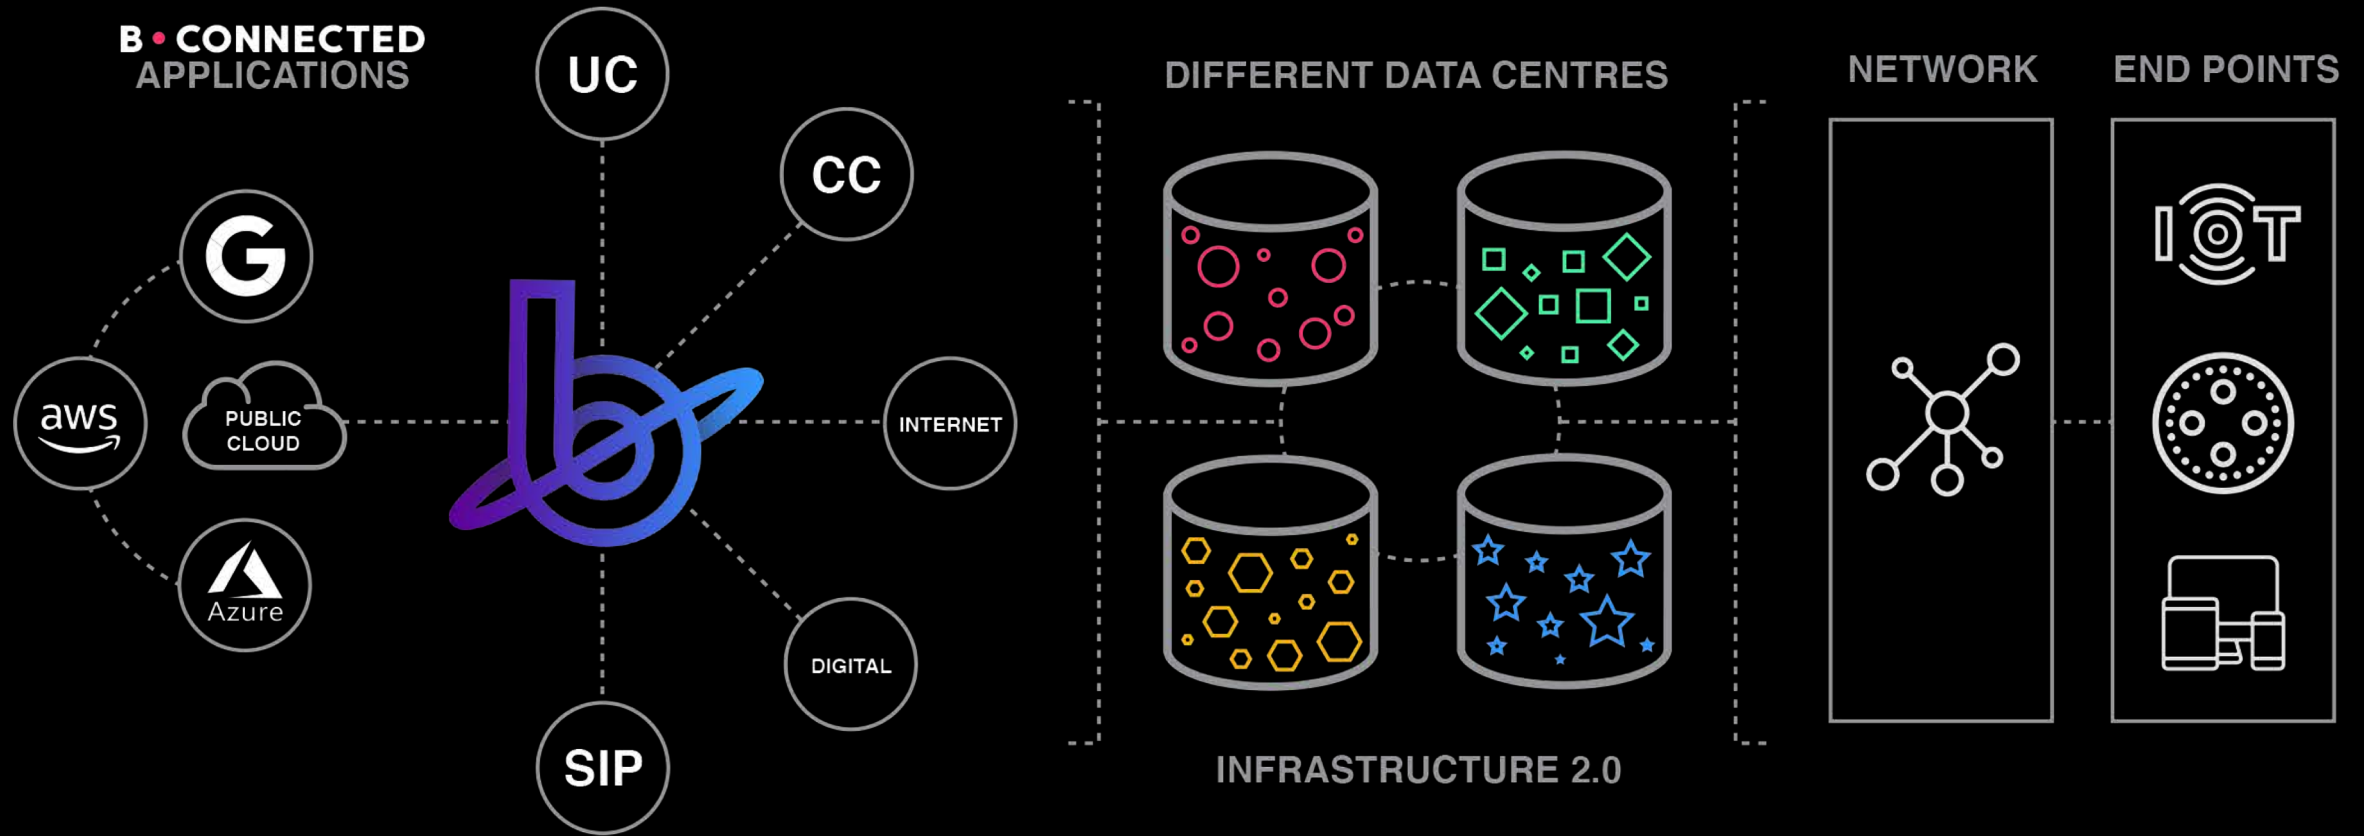 B • CONNECTED
APPLICATIONS
UC
CC
G
aws
PUBLIC
CLOUD
Azure
INTERNET
DIGITAL
SIP
DIFFERENT DATA CENTRES
INFRASTRUCTURE 2.0
NETWORK
END POINTS
IOT